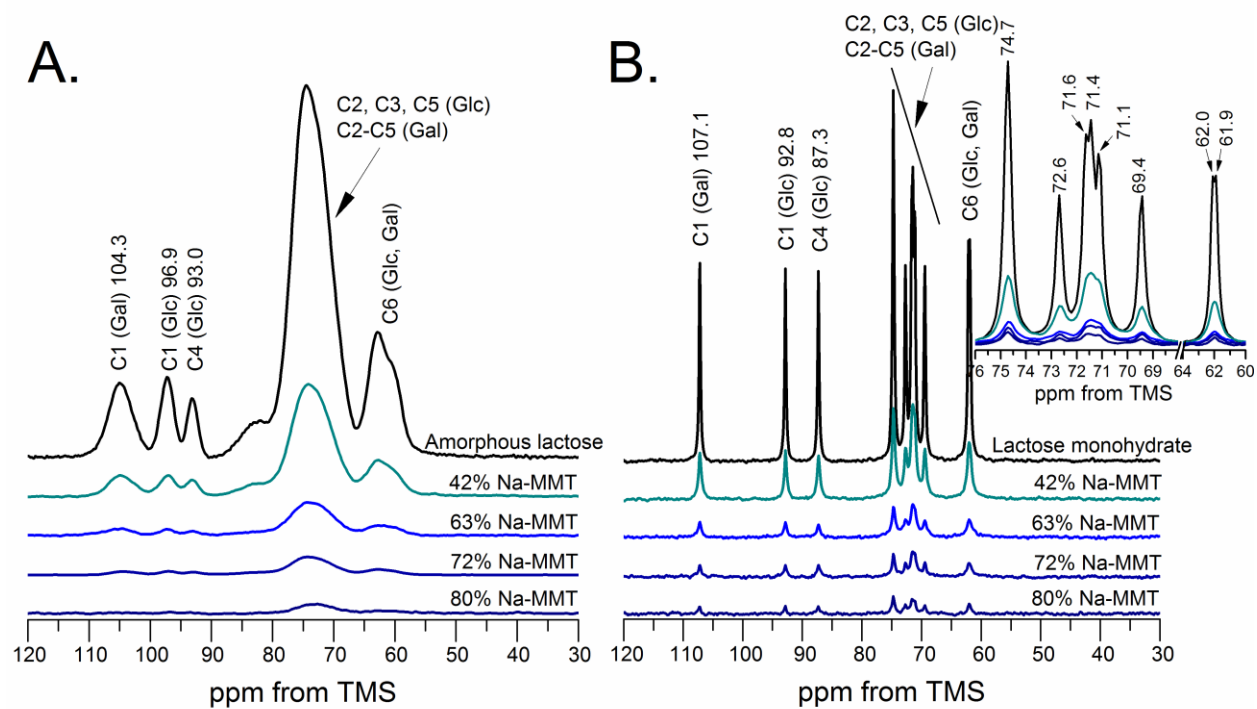 A.
C2, C3, C5 (Glc)
C2-C5 (Gal)
C1 (Gal) 104.3
C1 (Glc) 96.9
C4 (Glc) 93.0
C6 (Glc, Gal)
Amorphous lactose
42% Na-MMT
63% Na-MMT
72% Na-MMT
80% Na-MMT
120 110 100 90 80 70 60 50 40 30
ppm from TMS
B.
C2, C3, C5 (Glc)
C2-C5 (Gal)
C1 (Gal) 107.1
C1 (Glc) 92.8
C4 (Glc) 87.3
C6 (Glc, Gal)
74.7
72.6
71.6
71.4
71.1
69.4
62.0
61.9
76 75 74 73 72 71 70 69 64 62 60
ppm from TMS
Lactose monohydrate
42% Na-MMT
63% Na-MMT
72% Na-MMT
80% Na-MMT
120 110 100 90 80 70 60 50 40 30
ppm from TMS